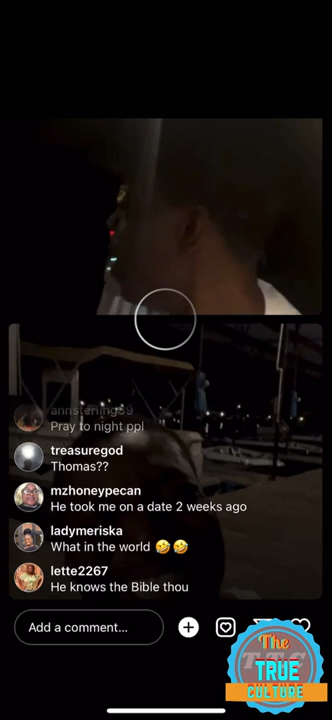 annsterling39
Pray to night ppl
treasuregod
Thomas??
mzhoneypecan
He took me on a date 2 weeks ago
ladymeriska
What in the world 🤣🤣
lette2267
He knows the Bible thou
Add a comment...
The
T.T.C
TRUE
CULTURE